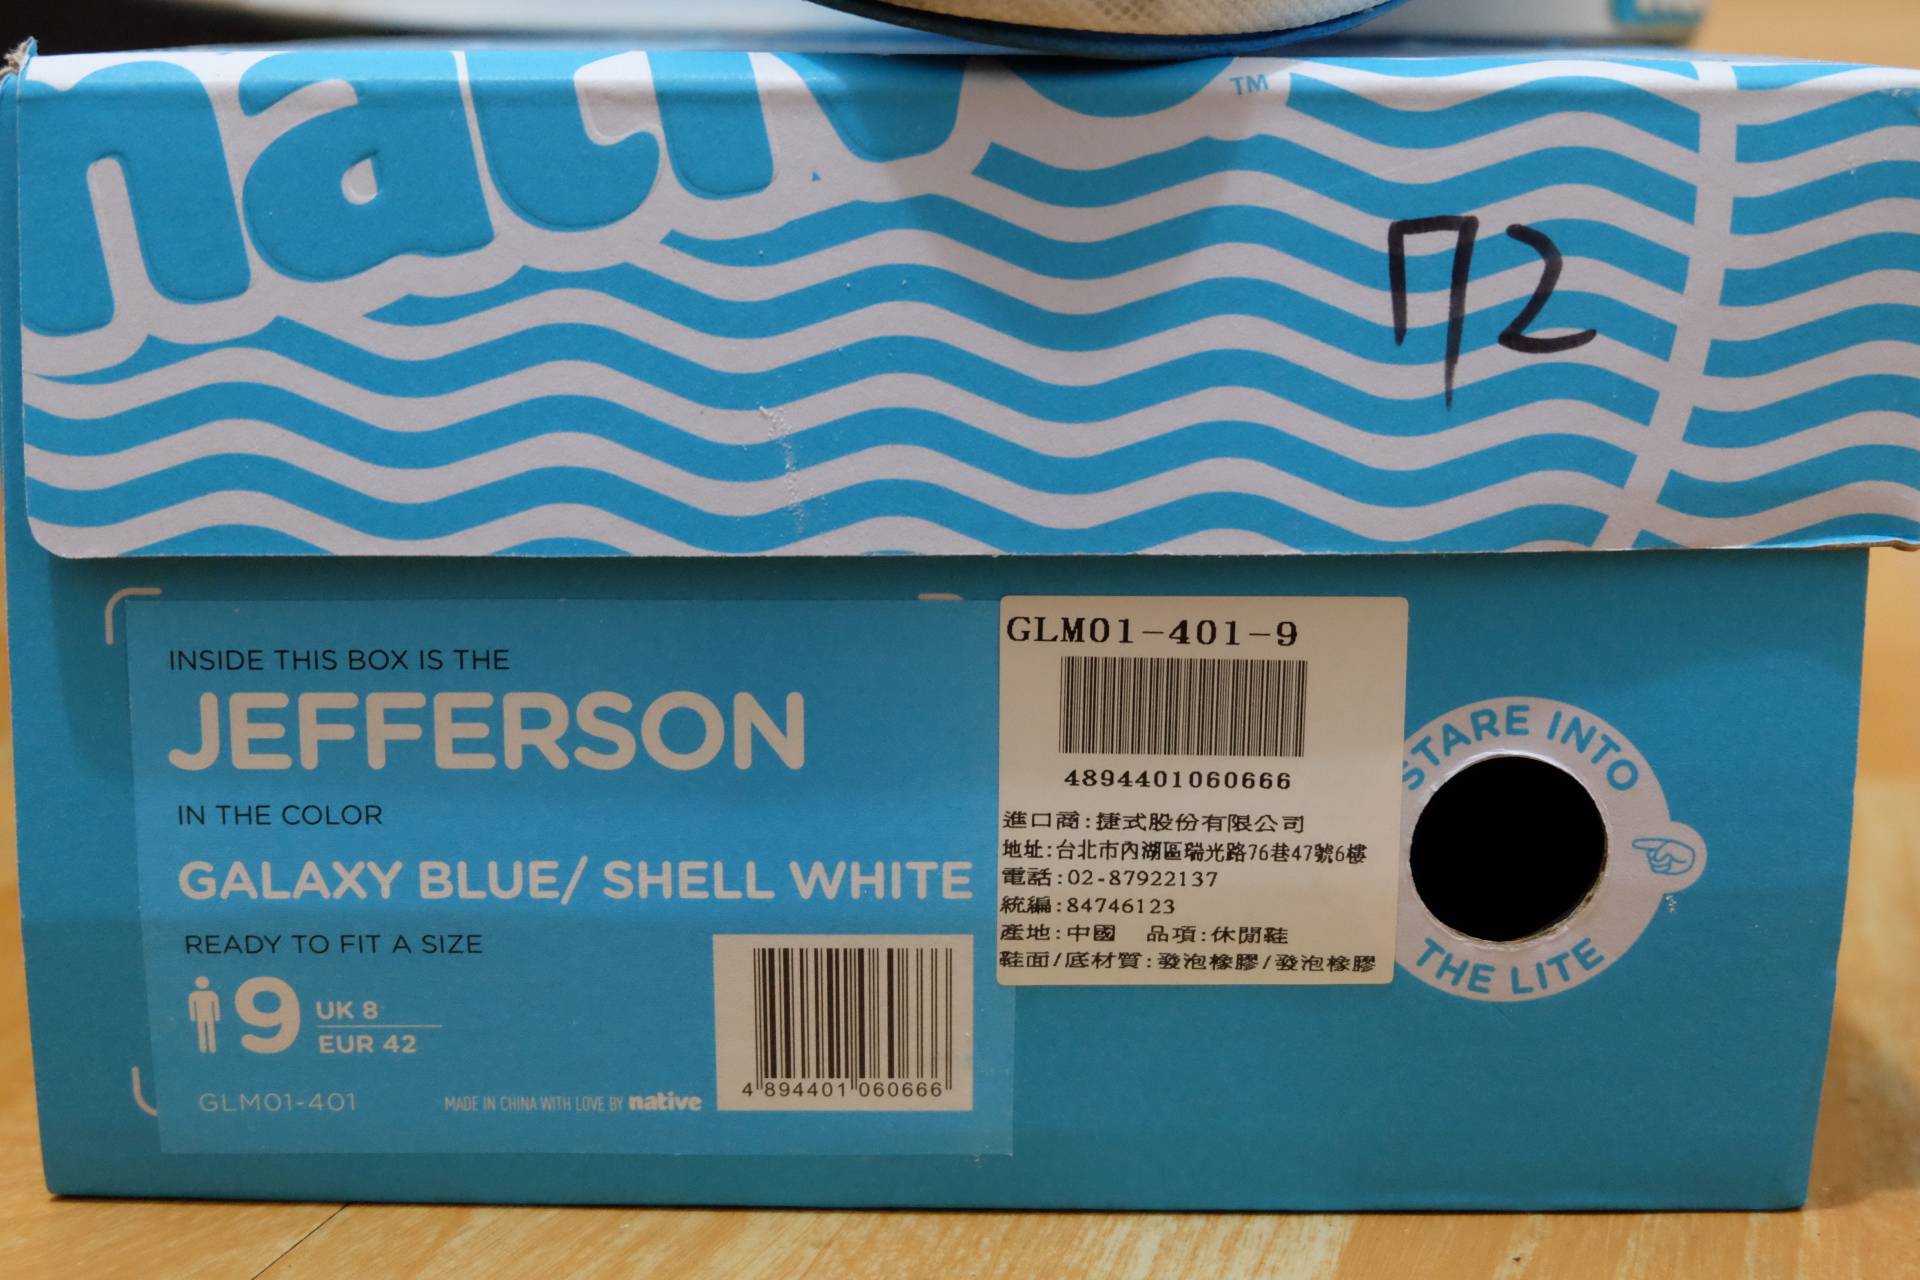 native™
72
INSIDE THIS BOX IS THE
JEFFERSON
IN THE COLOR
GALAXY BLUE/ SHELL WHITE
READY TO FIT A SIZE
9
UK 8
EUR 42
GLM01-401
MADE IN CHINA WITH LOVE BY native
4 894401 060666
GLM01-401-9
4894401060666
進口商:捷式股份有限公司
地址:台北市內湖區瑞光路76巷47號6樓
電話:02-87922137
統編:84746123
產地:中國 品項:休閒鞋
鞋面/底材質:發泡橡膠/發泡橡膠
STARE INTO
THE LITE